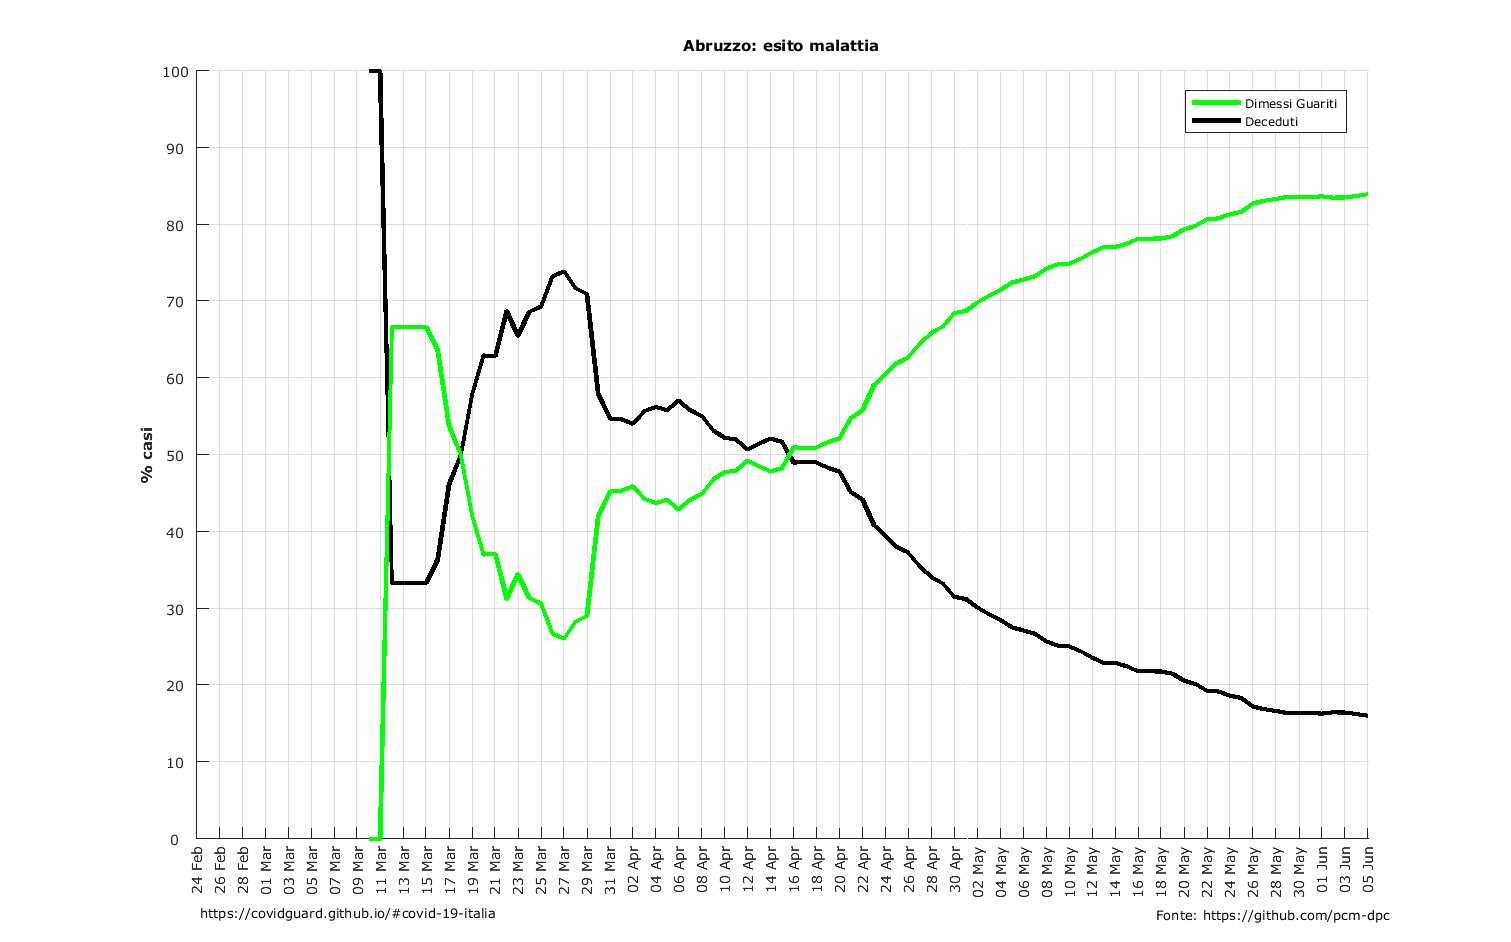 Abruzzo: esito malattia
100
90
80
70
60
50
40
30
20
10
0
% casi
Dimessi Guariti
Deceduti
24 Feb
26 Feb
28 Feb
01 Mar
03 Mar
05 Mar
07 Mar
09 Mar
11 Mar
13 Mar
15 Mar
17 Mar
19 Mar
21 Mar
23 Mar
25 Mar
27 Mar
29 Mar
31 Mar
02 Apr
04 Apr
06 Apr
08 Apr
10 Apr
12 Apr
14 Apr
16 Apr
18 Apr
20 Apr
22 Apr
24 Apr
26 Apr
28 Apr
30 Apr
02 May
04 May
06 May
08 May
10 May
12 May
14 May
16 May
18 May
20 May
22 May
24 May
26 May
28 May
30 May
01 Jun
03 Jun
05 Jun
https://covidguard.github.io/#covid-19-italia
Fonte: https://github.com/pcm-dpc